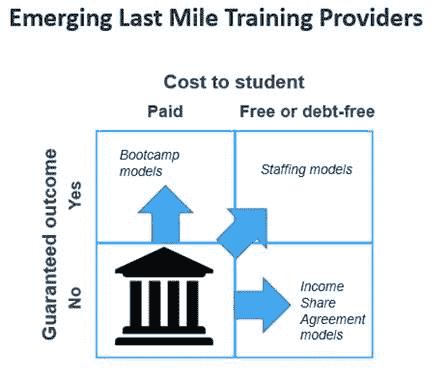 Emerging Last Mile Training Providers
Cost to student
Paid
Free or debt-free
Guaranteed outcome
Yes
No
Bootcamp
models
Staffing models
Income
Share
Agreement
models